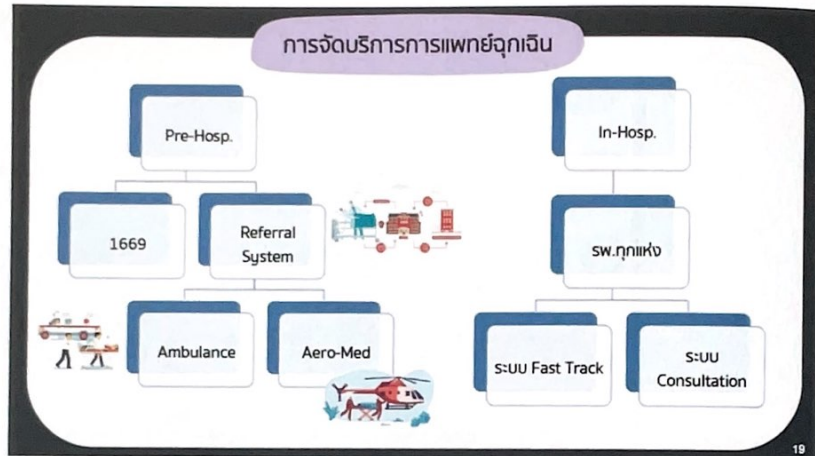 การจัดบริการการแพทย์ฉุกเฉิน
Pre-Hosp.
In-Hosp.
1669
Referral
System
รพ.ทุกแห่ง
Ambulance
Aero-Med
ระบบ Fast Track
ระบบ
Consultation
19